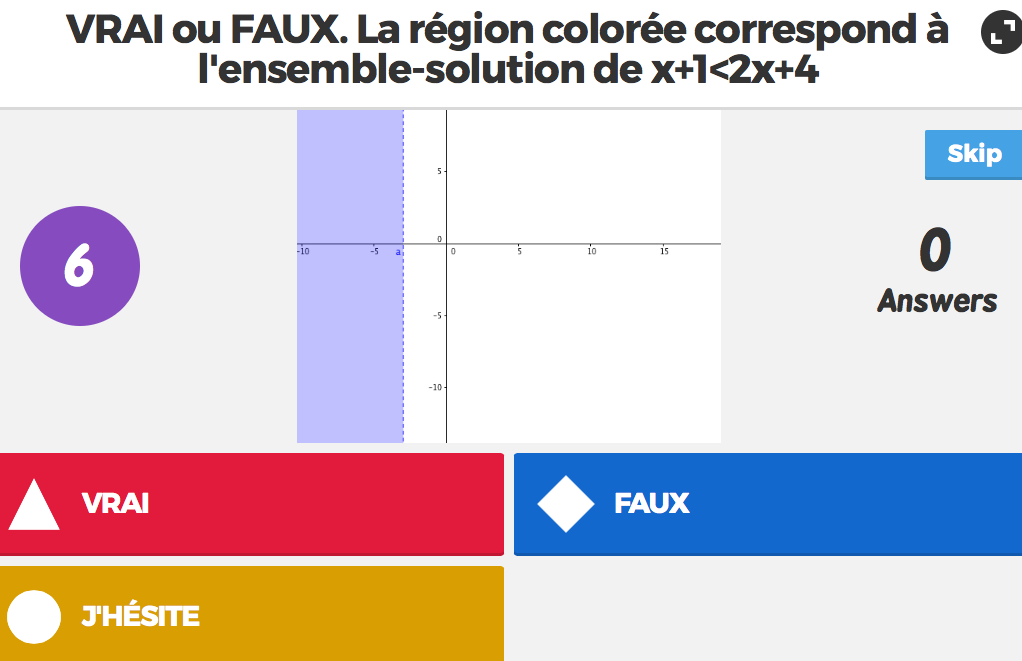 VRAI ou FAUX. La région colorée correspond à
l'ensemble-solution de x+1<2x+4
Skip
6
0
Answers
5
0
-10
-5
a
0
5
10
15
-5
-10
VRAI
FAUX
J'HÉSITE